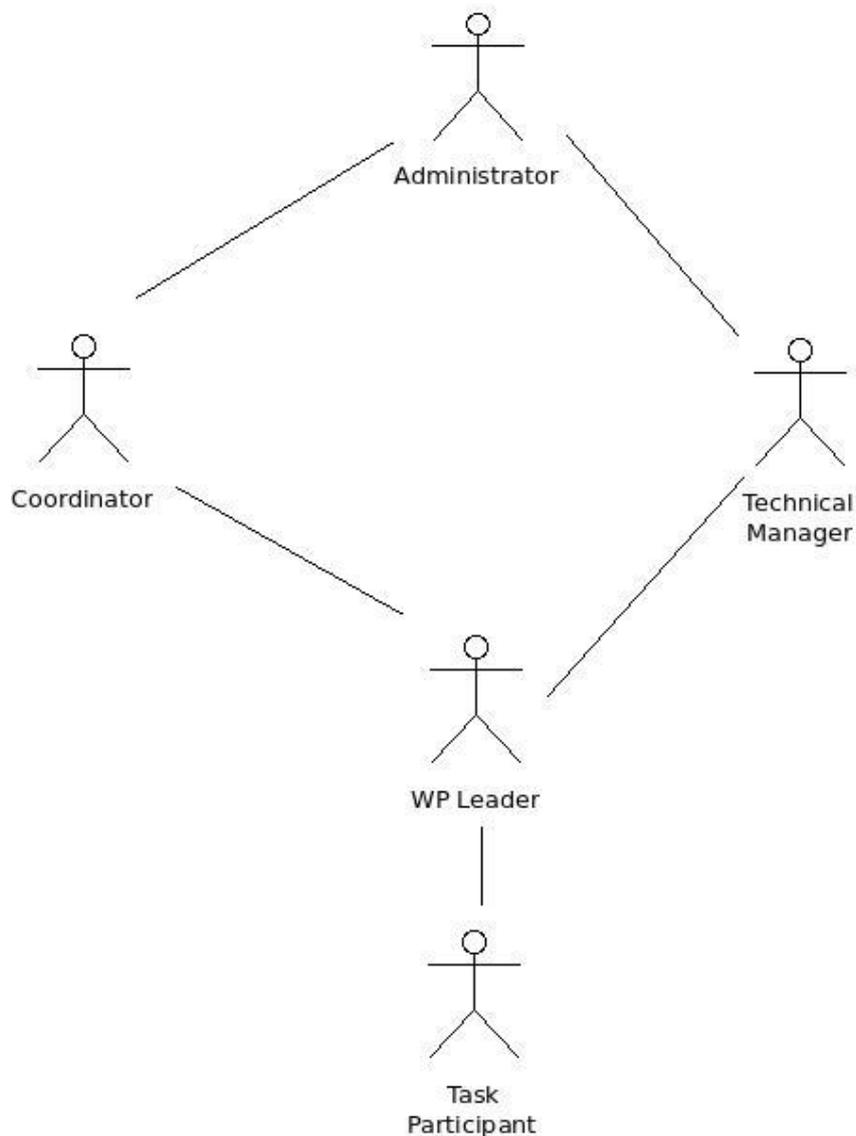 Administrator
Coordinator
Technical
Manager
WP Leader
Task
Participant